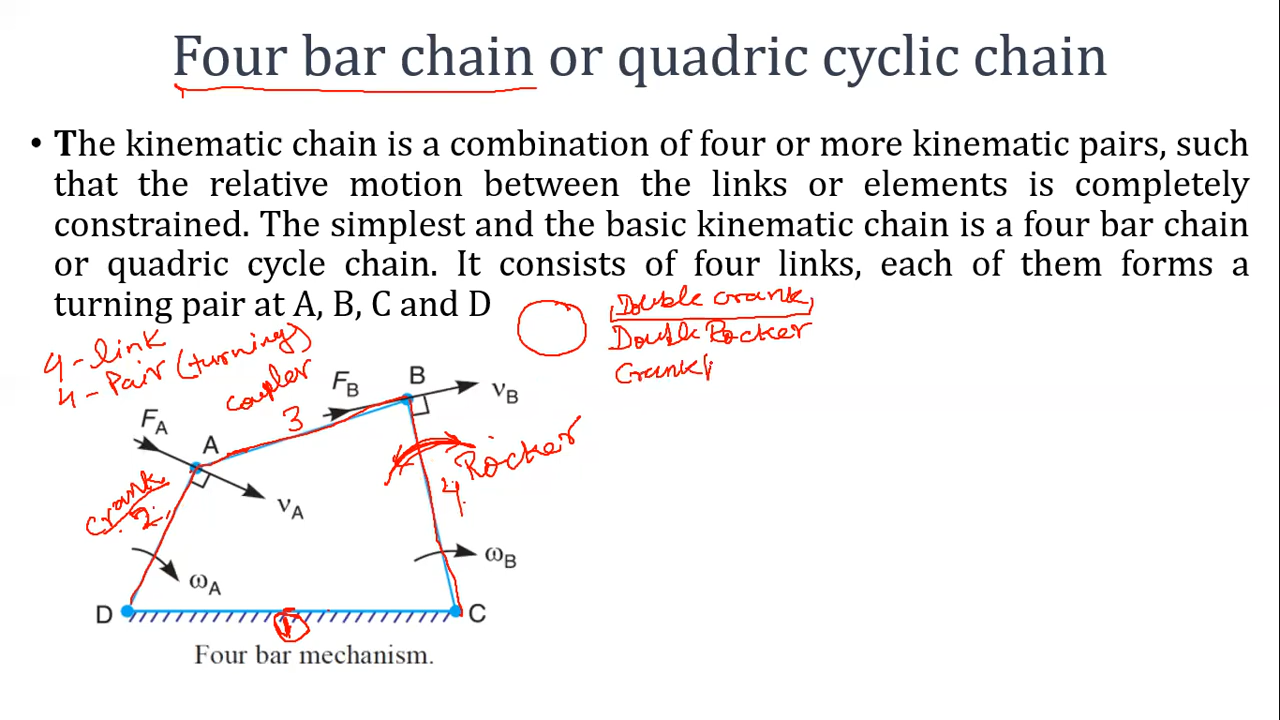 Four bar chain or quadric cyclic chain
• The kinematic chain is a combination of four or more kinematic pairs, such
that the relative motion between the links or elements is completely
constrained. The simplest and the basic kinematic chain is a four bar chain
or quadric cycle chain. It consists of four links, each of them forms a
turning pair at A, B, C and D
Double crank,
Double Rocker
Crank
4-link
4-Pair (turning)
coupler
3
F_B
B
v_B
F_A
A
v_A
Crank
2
Rocker
4
ω_A
ω_B
D
1
C
Four bar mechanism.